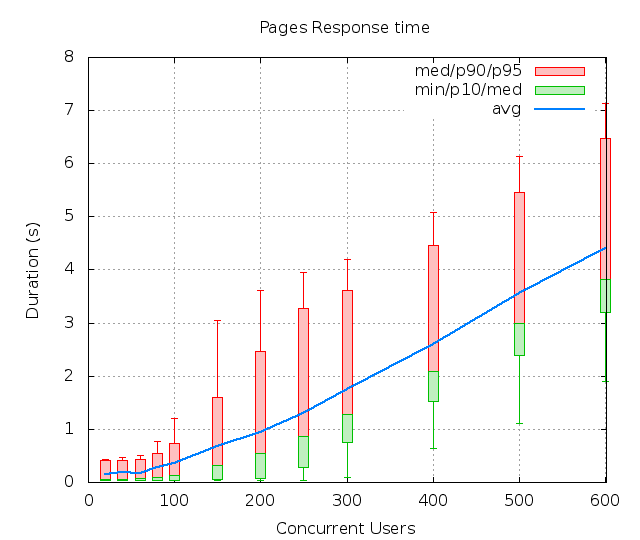 Pages Response time
med/p90/p95
min/p10/med
avg
8
7
6
5
4
3
2
1
0
Duration (s)
0 100 200 300 400 500 600
Concurrent Users